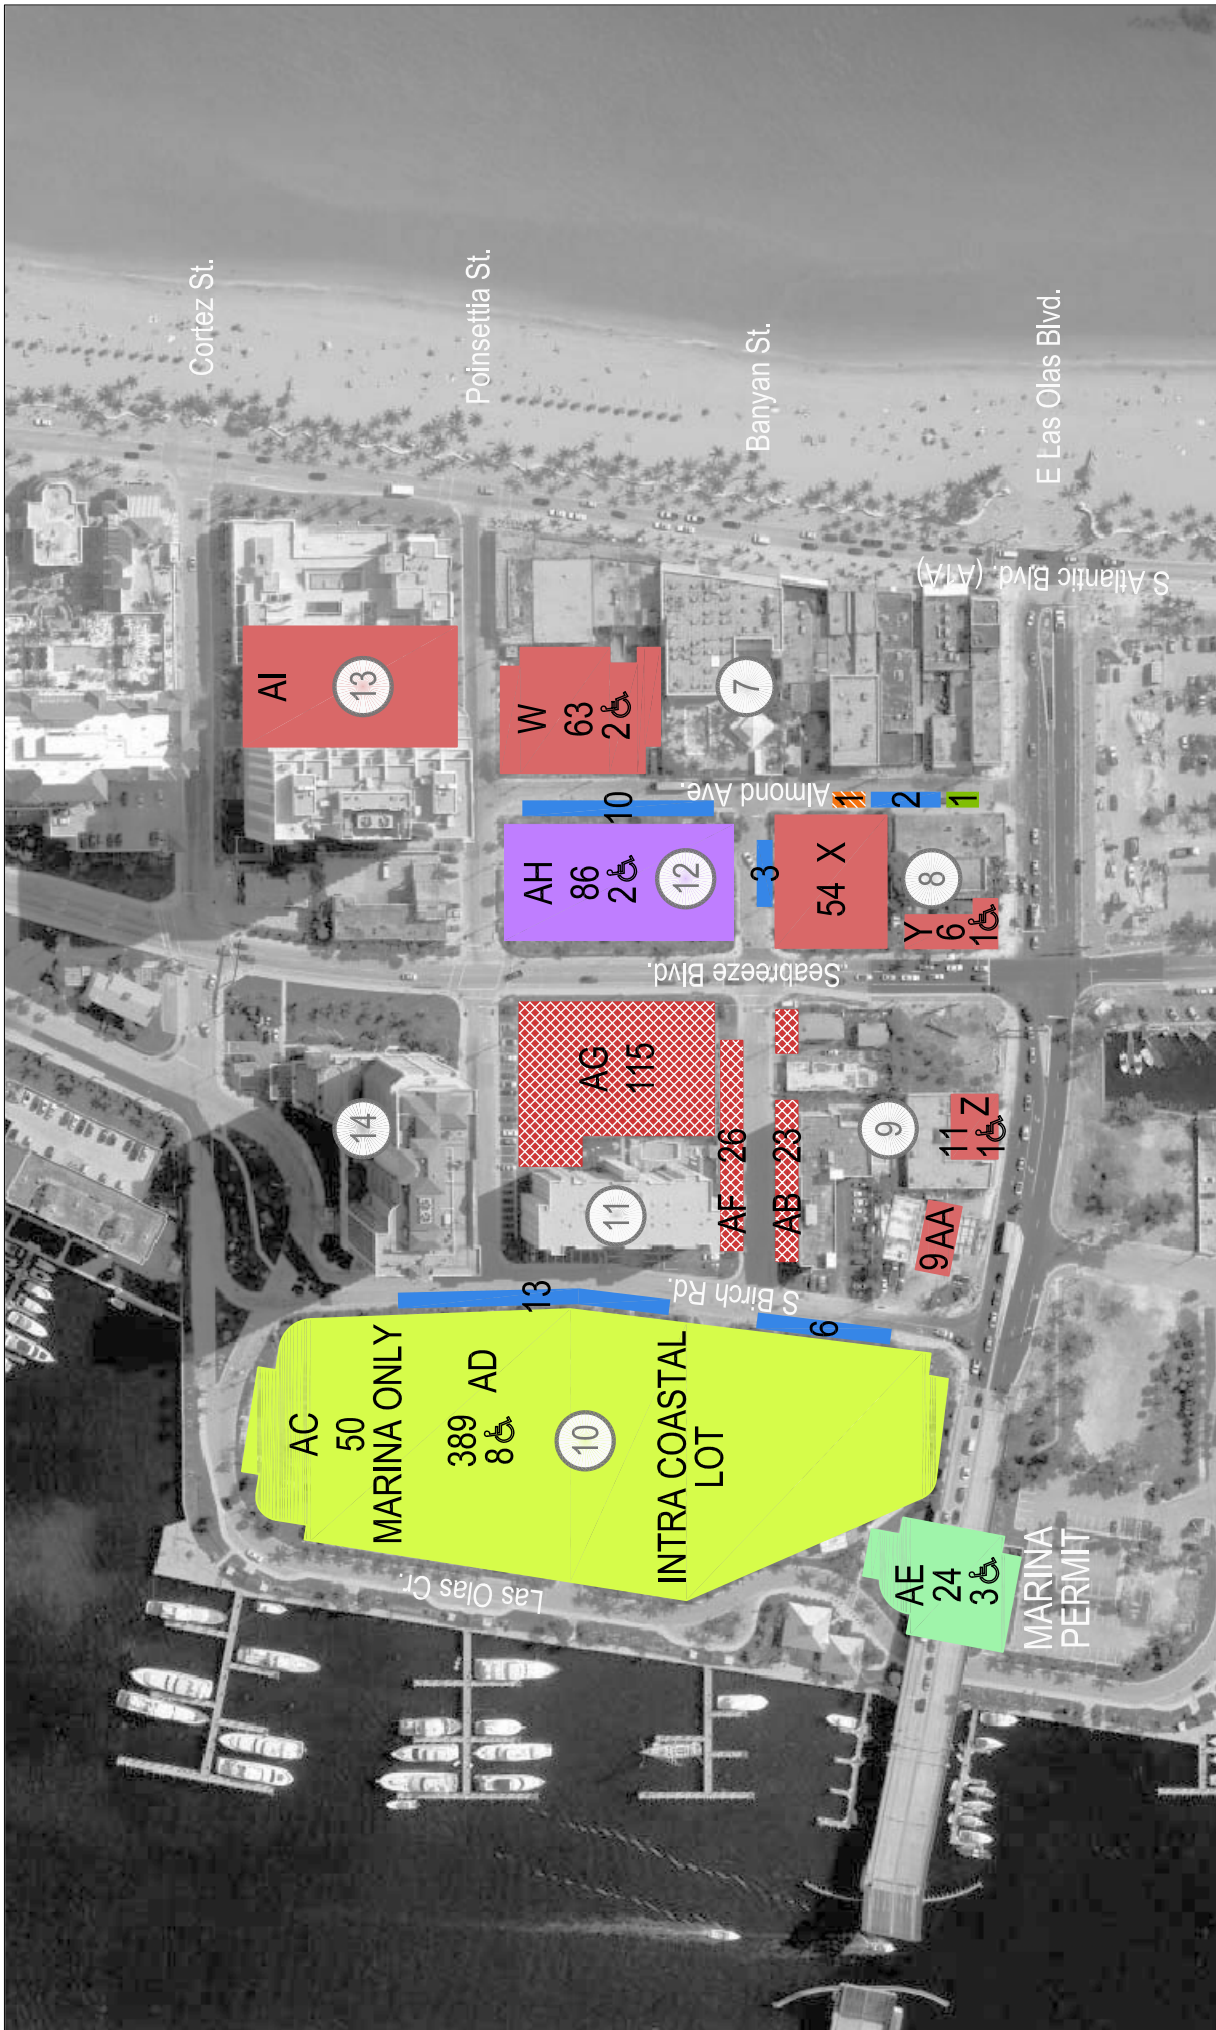 Cortez St.
Poinsettia St.
Banyan St.
E Las Olas Blvd.
S Atlantic Blvd. (A1A)
AI
13
W
63
2
7
Almond Ave.
10
1
2
1
AH
86
2
12
3
54 X
8
Y
6
1
Seabreeze Blvd.
14
AG
115
11
AF 26
AB 23
9
11 Z
1
9 AA
S Birch Rd.
13
6
AC
50
MARINA ONLY
389 AD
8
10
INTRA COASTAL
LOT
Las Olas Cr.
AE
24
3
MARINA
PERMIT